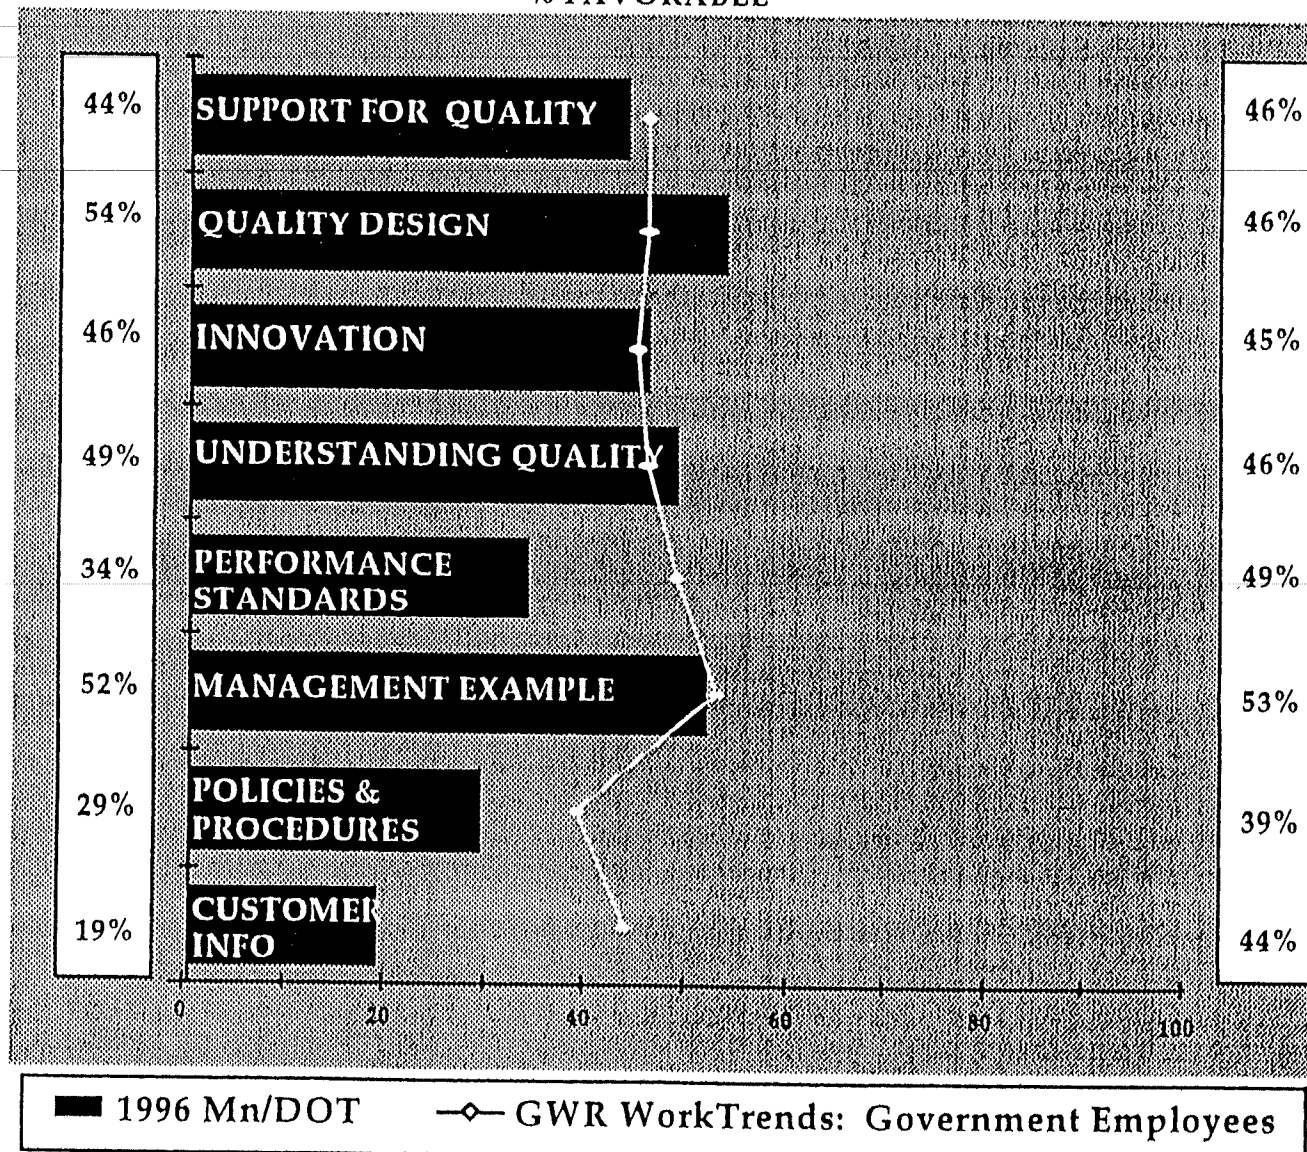 % FAVORABLE
44% SUPPORT FOR QUALITY 46%
54% QUALITY DESIGN 46%
46% INNOVATION 45%
49% UNDERSTANDING QUALITY 46%
34% PERFORMANCE 49%
STANDARDS
52% MANAGEMENT EXAMPLE 53%
29% POLICIES & 39%
PROCEDURES
19% CUSTOMER 44%
INFO
0 20 40 60 80 100
1996 Mn/DOT GWR WorkTrends: Government Employees